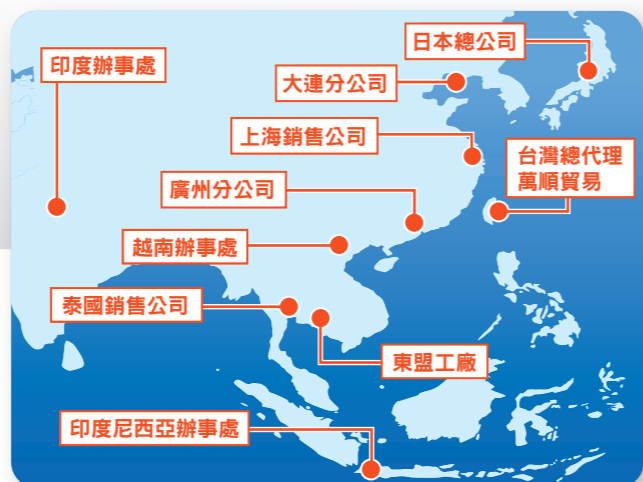 日本總公司
印度辦事處
大連分公司
上海銷售公司
台灣總代理
萬順貿易
廣州分公司
越南辦事處
泰國銷售公司
東盟工廠
印度尼西亞辦事處